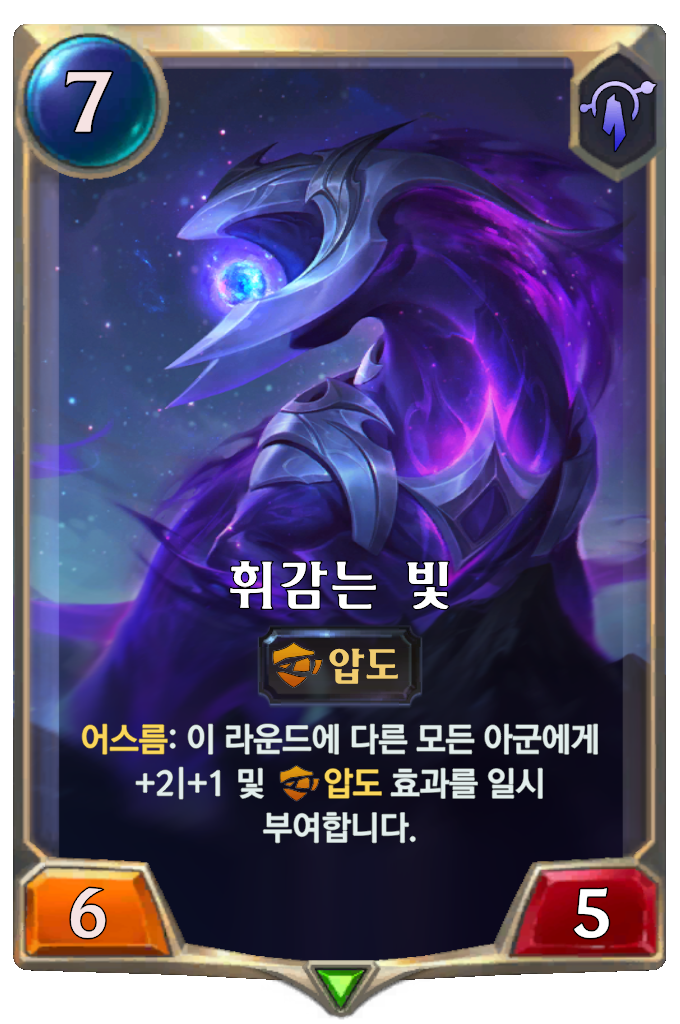 7
휘감는 빛
압도
어스름: 이 라운드에 다른 모든 아군에게
+2|+1 및 압도 효과를 일시
부여합니다.
6
5